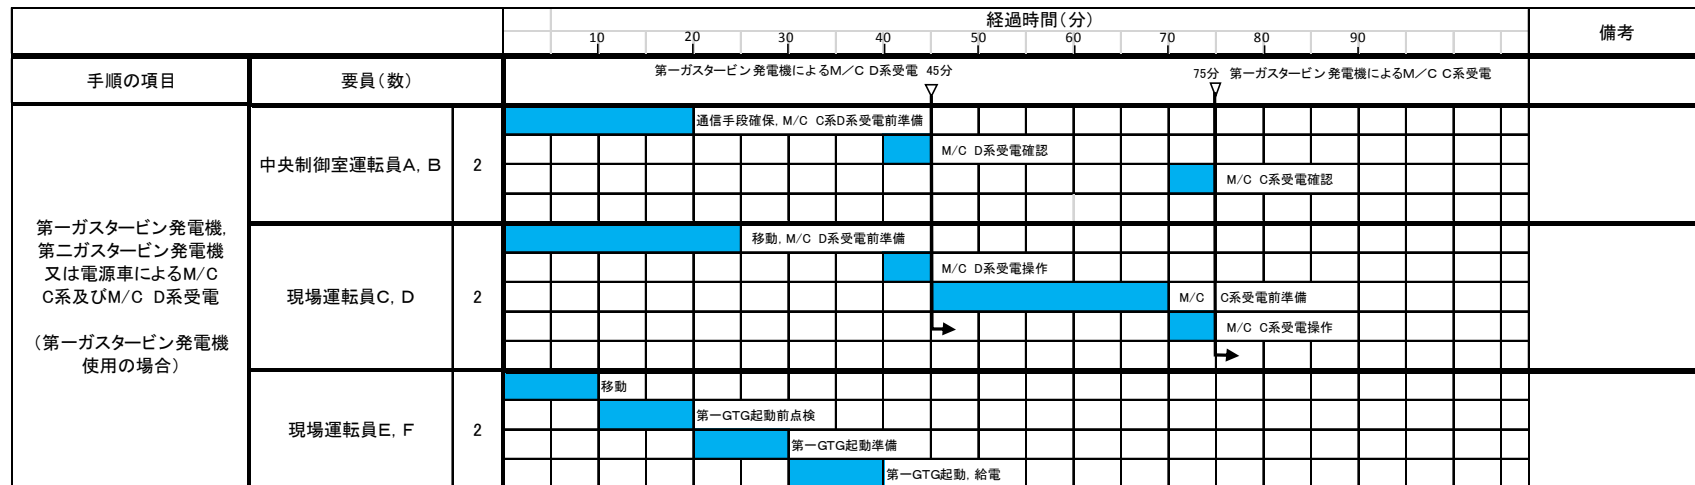 経過時間(分)
備考
10 20 30 40 50 60 70 80 90
手順の項目
要員(数)
第一ガスタービン発電機によるM/C D系受電 45分
75分 第一ガスタービン発電機によるM/C C系受電
第一ガスタービン発電機,
第二ガスタービン発電機
又は電源車によるM/C
C系及びM/C D系受電
(第一ガスタービン発電機
使用の場合)
中央制御室運転員A, B
2
通信手段確保, M/C C系D系受電前準備
M/C D系受電確認
M/C C系受電確認
現場運転員C, D
2
移動, M/C D系受電前準備
M/C D系受電操作
M/C C系受電前準備
M/C C系受電操作
現場運転員E, F
2
移動
第一GTG起動前点検
第一GTG起動準備
第一GTG起動, 給電